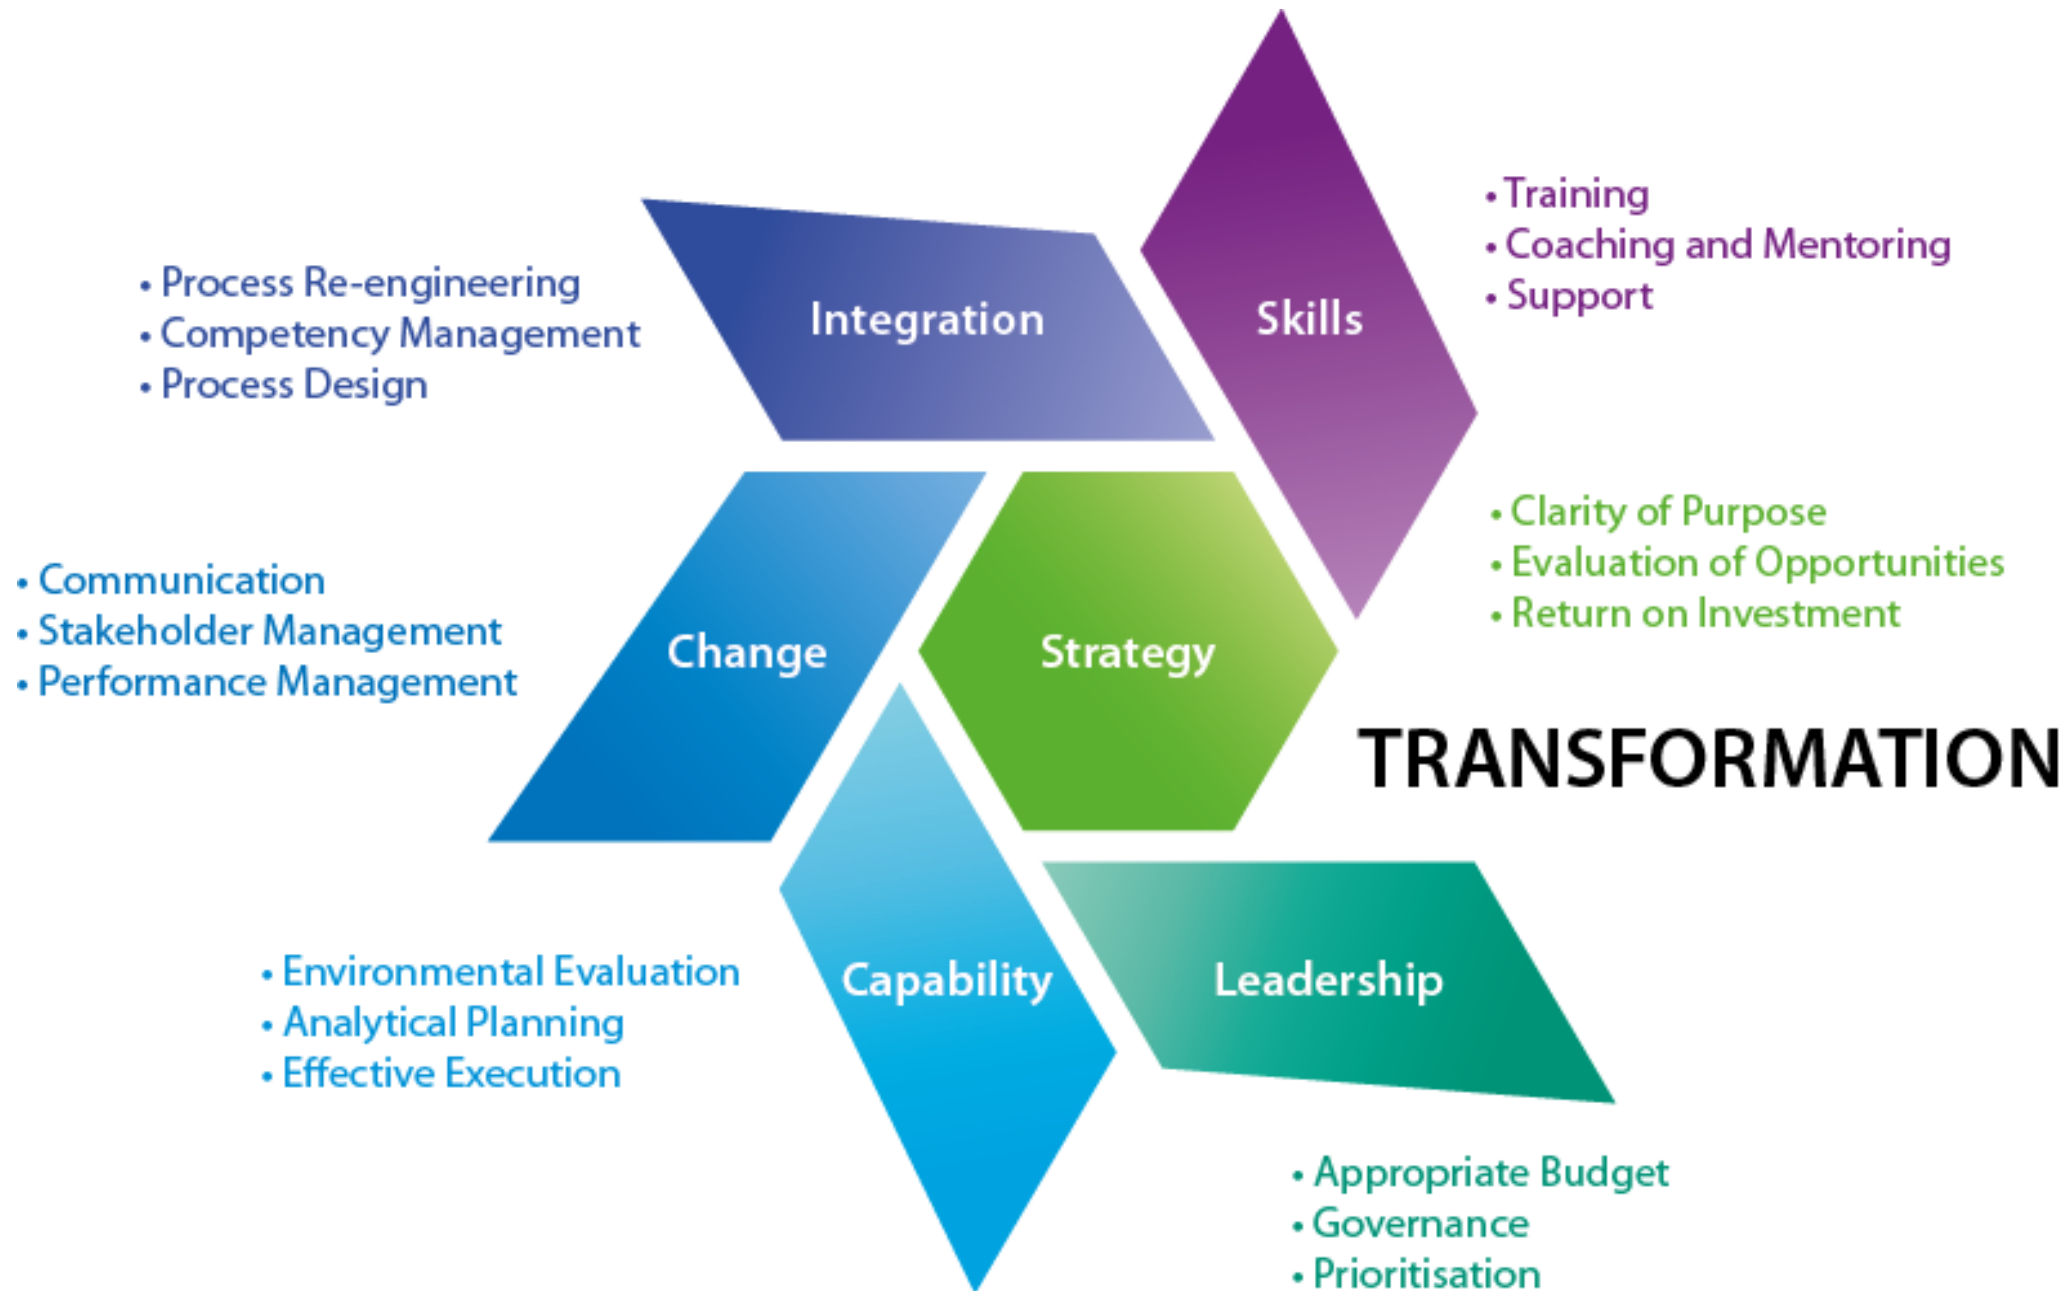 • Training
• Coaching and Mentoring
• Support
Skills
Integration
• Process Re-engineering
• Competency Management
• Process Design
• Clarity of Purpose
• Evaluation of Opportunities
• Return on Investment
Strategy
Change
• Communication
• Stakeholder Management
• Performance Management
TRANSFORMATION
Capability
• Environmental Evaluation
• Analytical Planning
• Effective Execution
Leadership
• Appropriate Budget
• Governance
• Prioritisation